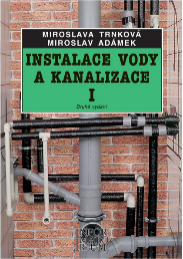 MIROSLAVA TRNKOVÁ
MIROSLAV ADÁMEK
INSTALACE VODY
A KANALIZACE
I
Druhé vydání